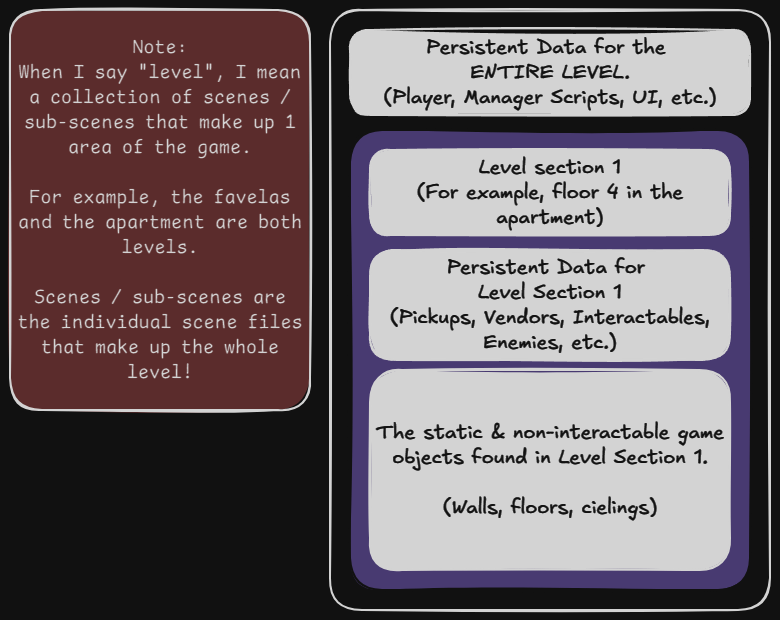 Note:
When I say "level", I mean
a collection of scenes /
sub-scenes that make up 1
area of the game.
For example, the favelas
and the apartment are both
levels.
Scenes / sub-scenes are
the individual scene files
that make up the whole
level!
Persistent Data for the
ENTIRE LEVEL.
(Player, Manager Scripts, UI, etc.)
Level section 1
(For example, floor 4 in the
apartment)
Persistent Data for
Level Section 1
(Pickups, Vendors, Interactables,
Enemies, etc.)
The static & non-interactable game
objects found in Level Section 1.
(Walls, floors, cielings)